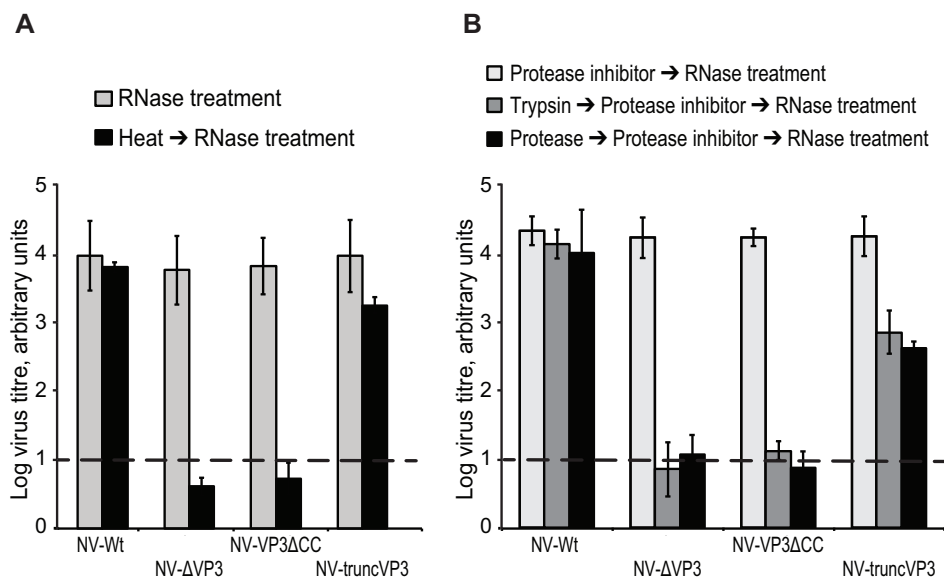 A
RNase treatment
Heat → RNase treatment
Log virus titre, arbitrary units
5
4
3
2
1
0
NV-Wt
NV-ΔVP3
NV-VP3ΔCC
NV-truncVP3
B
Protease inhibitor → RNase treatment
Trypsin → Protease inhibitor → RNase treatment
Protease → Protease inhibitor → RNase treatment
Log virus titre, arbitrary units
5
4
3
2
1
0
NV-Wt
NV-ΔVP3
NV-VP3ΔCC
NV-truncVP3